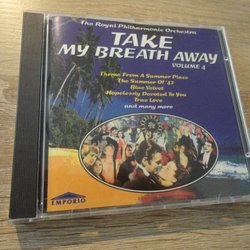 The Royal Philharmonic Orchestra
TAKE
MY BREATH AWAY
VOLUME 4
Theme From A Summer Place
The Summer Of '42
Blue Velvet
Hopelessly Devoted To You
True Love
and many more
EMPORIO